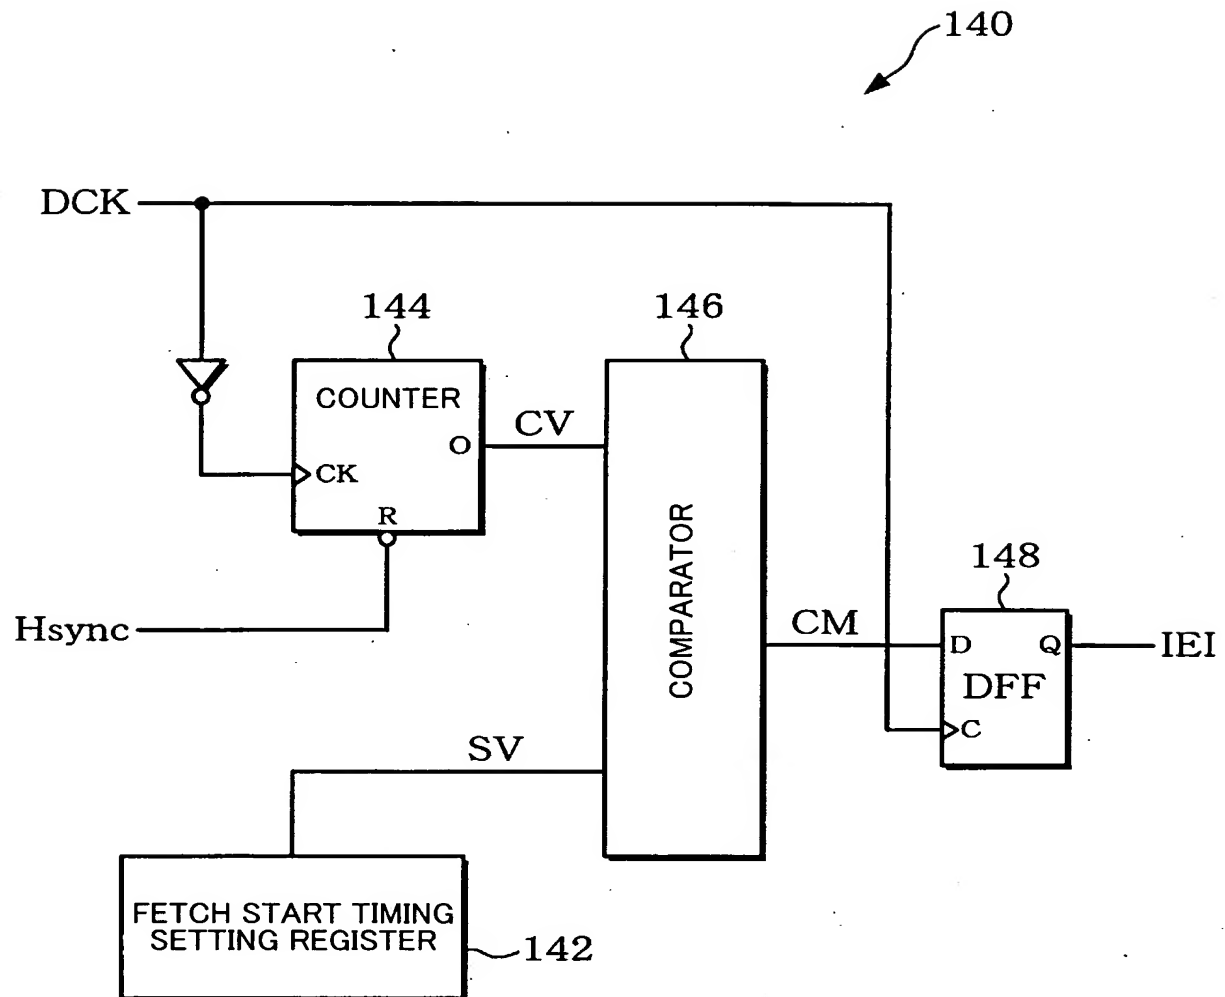 140
DCK
144
146
COUNTER
CV
O
CK
R
COMPARATOR
148
Hsync
CM
D
Q
IEI
DFF
C
SV
FETCH START TIMING
SETTING REGISTER
142